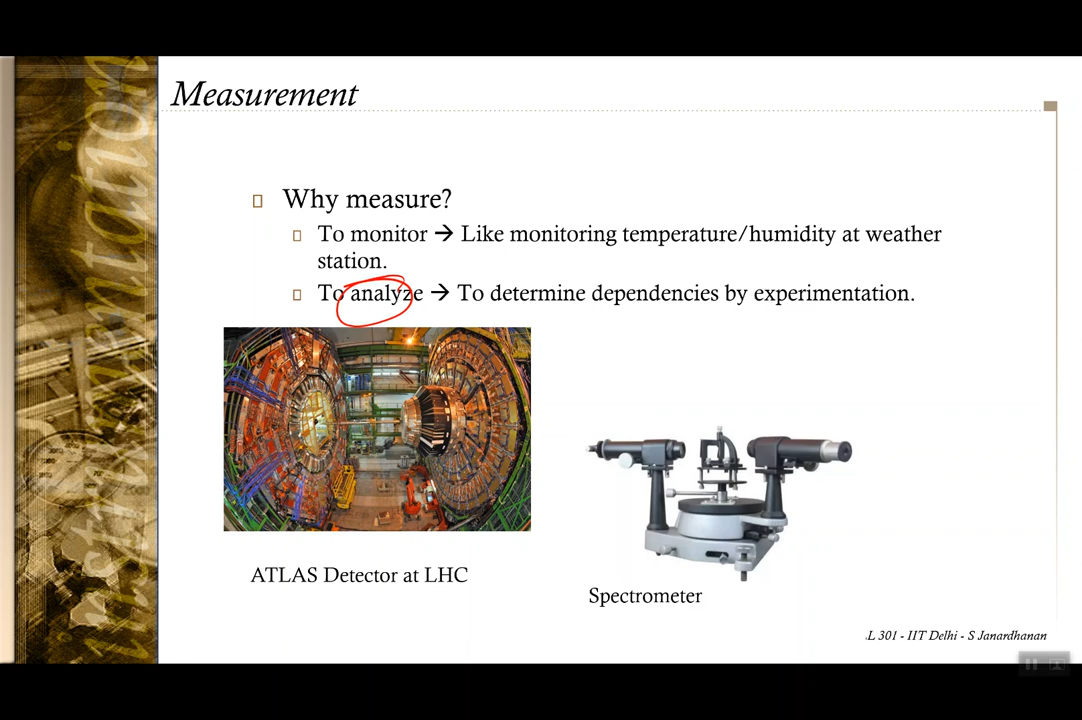 Measurement
Why measure?
To monitor → Like monitoring temperature/humidity at weather
station.
To analyze → To determine dependencies by experimentation.
ATLAS Detector at LHC
Spectrometer
L 301 - IIT Delhi - S Janardhanan
instrumentation